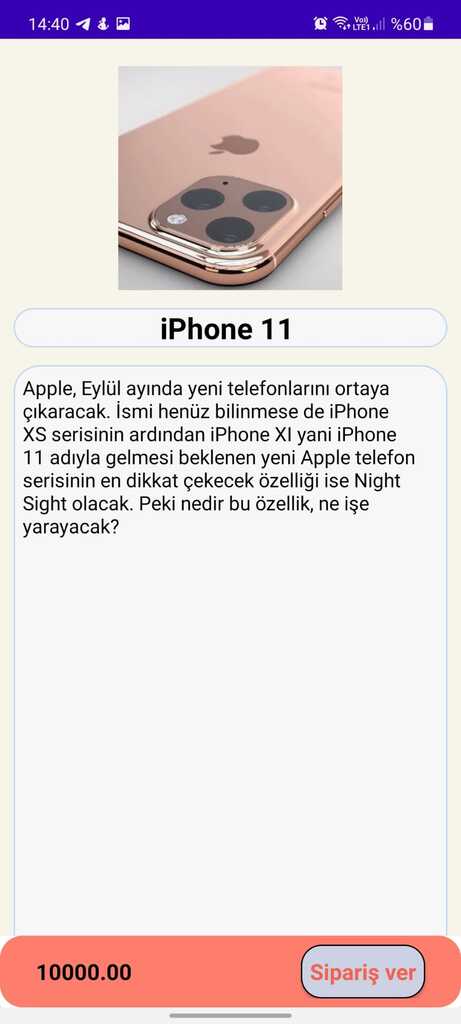 14:40
Vo)) LTE1 %60
iPhone 11
Apple, Eylül ayında yeni telefonlarını ortaya
çıkaracak. İsmi henüz bilinmese de iPhone
XS serisinin ardından iPhone XI yani iPhone
11 adıyla gelmesi beklenen yeni Apple telefon
serisinin en dikkat çekecek özelliği ise Night
Sight olacak. Peki nedir bu özellik, ne işe
yarayacak?
10000.00
Sipariş ver